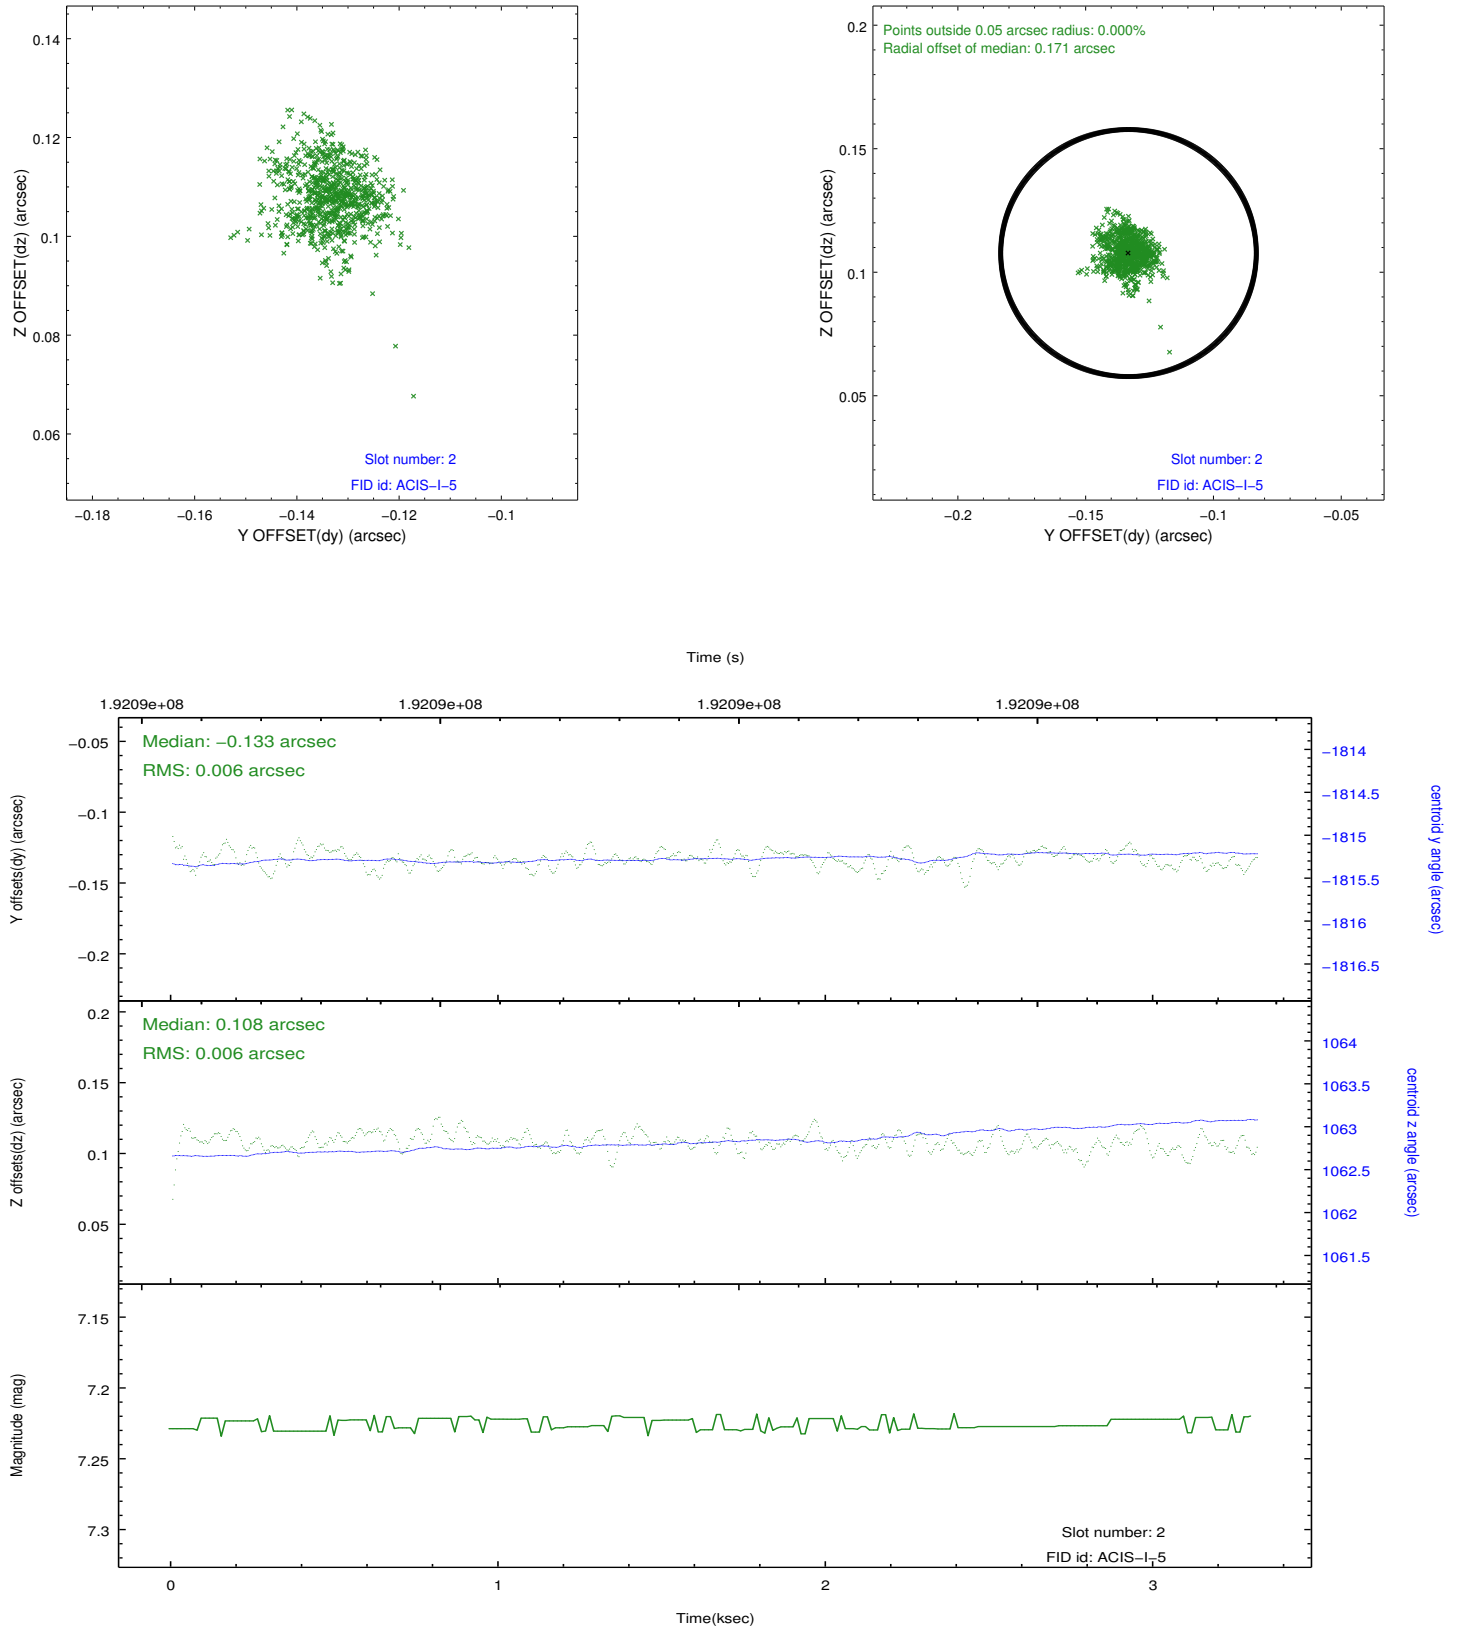 0.14
0.12
0.1
0.08
0.06
Z OFFSET(dz) (arcsec)
Slot number: 2
FID id: ACIS−I−5
−0.18
−0.16
−0.14
−0.12
−0.1
Y OFFSET(dy) (arcsec)
Points outside 0.05 arcsec radius: 0.000%
Radial offset of median: 0.171 arcsec
0.2
0.15
0.1
0.05
Z OFFSET(dz) (arcsec)
Slot number: 2
FID id: ACIS−I−5
−0.2
−0.15
−0.1
−0.05
Y OFFSET(dy) (arcsec)
Time (s)
1.9209e+08
1.9209e+08
1.9209e+08
1.9209e+08
Median: −0.133 arcsec
RMS: 0.006 arcsec
−0.05
−0.1
−0.15
−0.2
Y offsets(dy) (arcsec)
−1814
−1814.5
−1815
−1815.5
−1816
−1816.5
centroid y angle (arcsec)
Median: 0.108 arcsec
RMS: 0.006 arcsec
0.2
0.15
0.1
0.05
Z offsets(dz) (arcsec)
1064
1063.5
1063
1062.5
1062
1061.5
centroid z angle (arcsec)
7.15
7.2
7.25
7.3
Magnitude (mag)
Slot number: 2
FID id: ACIS−I−5
0
1
2
3
Time(ksec)